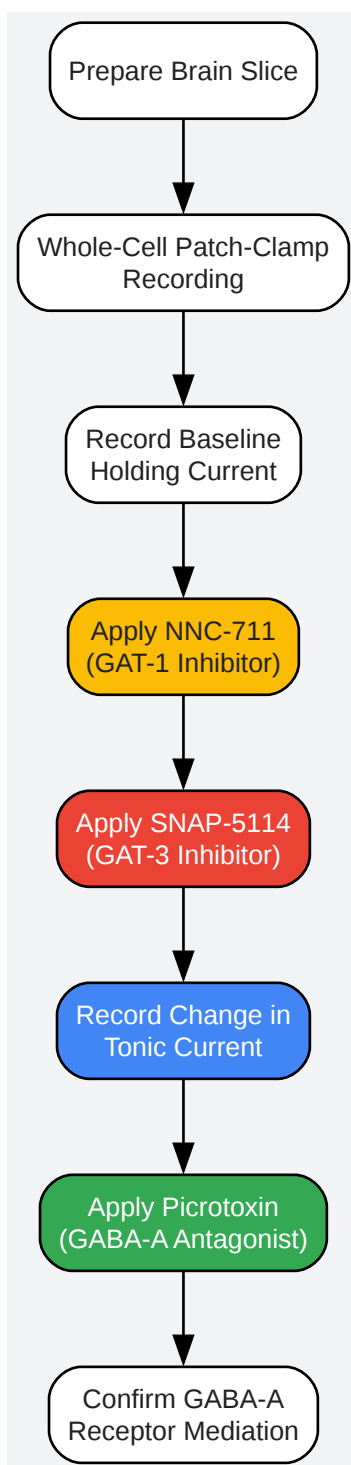 Prepare Brain Slice
Whole-Cell Patch-Clamp
Recording
Record Baseline
Holding Current
Apply NNC-711
(GAT-1 Inhibitor)
Apply SNAP-5114
(GAT-3 Inhibitor)
Record Change in
Tonic Current
Apply Picrotoxin
(GABA-A Antagonist)
Confirm GABA-A
Receptor Mediation